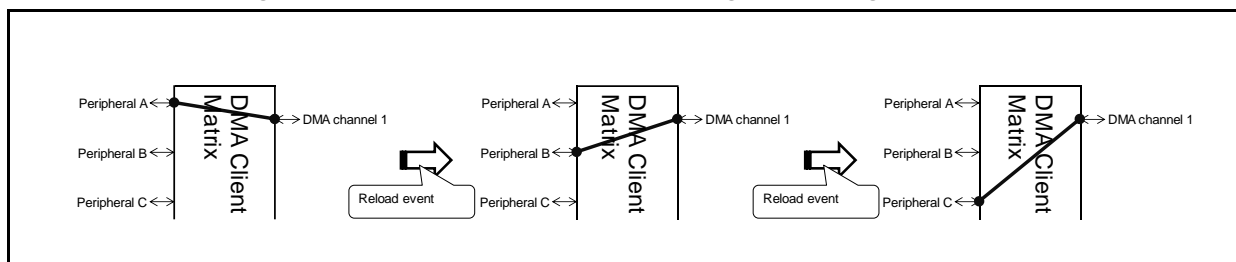 Peripheral A
Peripheral B
Peripheral C
DMA Client
Matrix
DMA channel 1
Reload event
Peripheral A
Peripheral B
Peripheral C
DMA Client
Matrix
DMA channel 1
Reload event
Peripheral A
Peripheral B
Peripheral C
DMA Client
Matrix
DMA channel 1